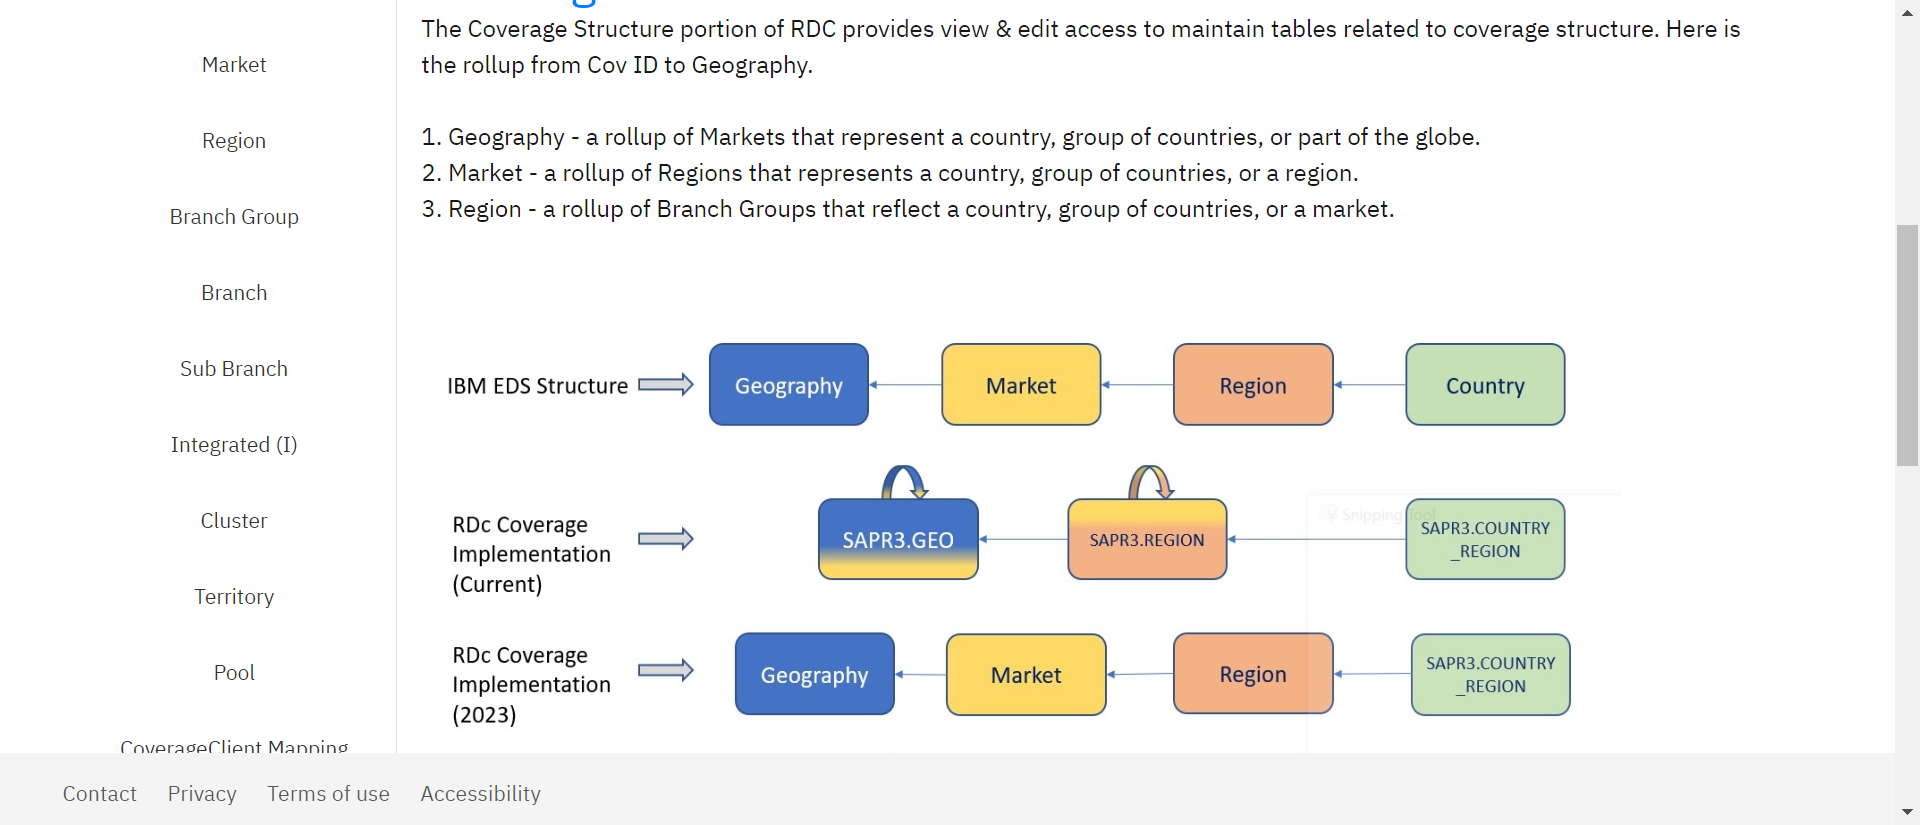 Market
Region
Branch Group
Branch
Sub Branch
Integrated (I)
Cluster
Territory
Pool
CoverageClient Mapping
The Coverage Structure portion of RDC provides view & edit access to maintain tables related to coverage structure. Here is
the rollup from Cov ID to Geography.
1. Geography - a rollup of Markets that represent a country, group of countries, or part of the globe.
2. Market - a rollup of Regions that represents a country, group of countries, or a region.
3. Region - a rollup of Branch Groups that reflect a country, group of countries, or a market.
IBM EDS Structure
Geography
Market
Region
Country
RDc Coverage
Implementation
(Current)
SAPR3.GEO
SAPR3.REGION
Snipping Tool
SAPR3.COUNTRY
_REGION
RDc Coverage
Implementation
(2023)
Geography
Market
Region
SAPR3.COUNTRY
_REGION
Contact Privacy Terms of use Accessibility